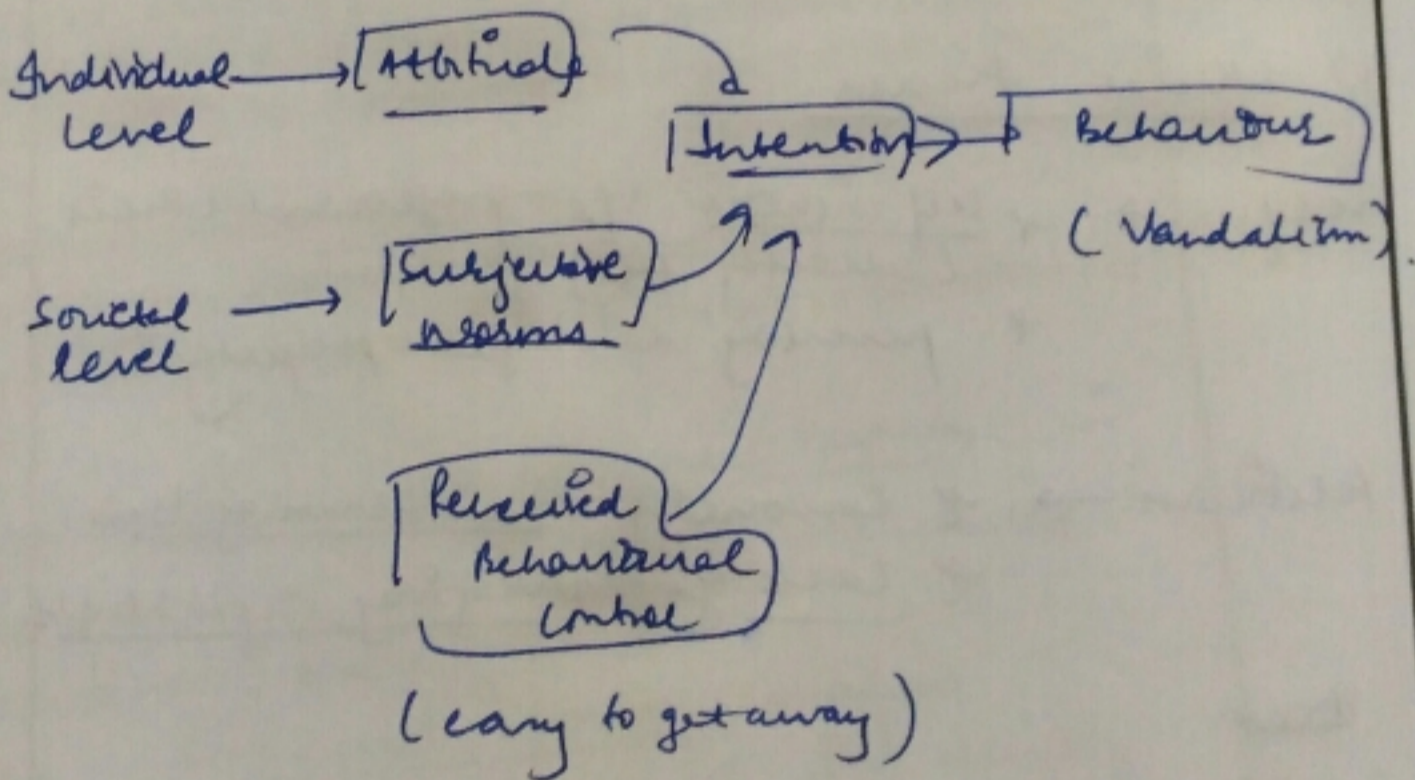 Individual
level
Attitude
Intention
Behaviour
(Vandalism)
Societal
level
Subjective
norms
Perceived
Behavioural
control
(easy to get away)